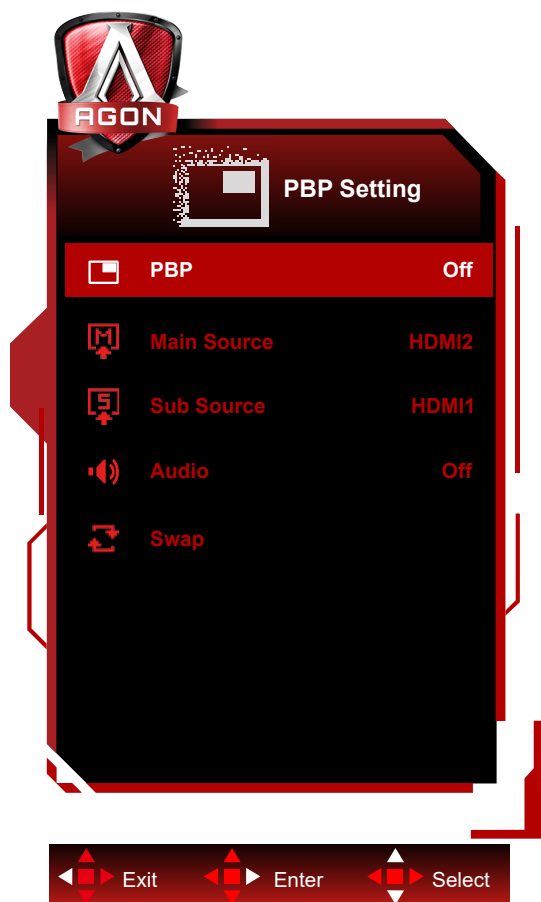 AGON
PBP Setting
PBP Off
Main Source HDMI2
Sub Source HDMI1
Audio Off
Swap
Exit Enter Select